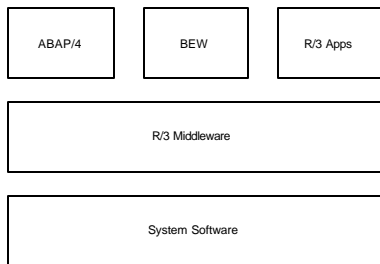 ABAP/4
BEW
R/3 Apps
R/3 Middleware
System Software